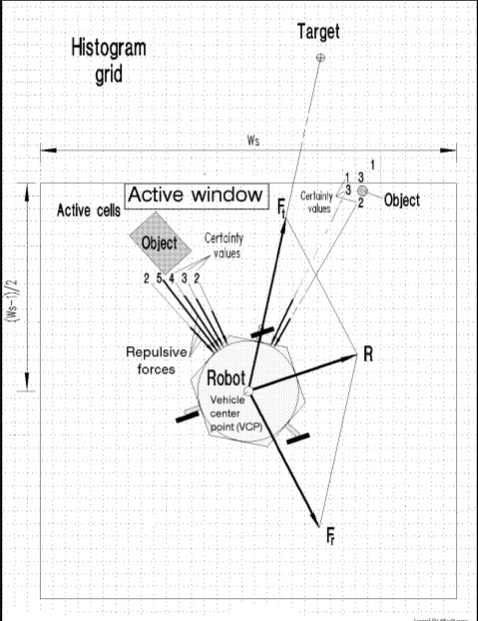 Target
Histogram
grid
Ws
1
1 3
3
2
Certainty
values
Object
Active window
Active cells
Ft
Object
Certainty
values
2 5 4 3 2
(Ws-1)/2
Repulsive
forces
R
Robot
Vehicle
center
point (VCP)
Fr